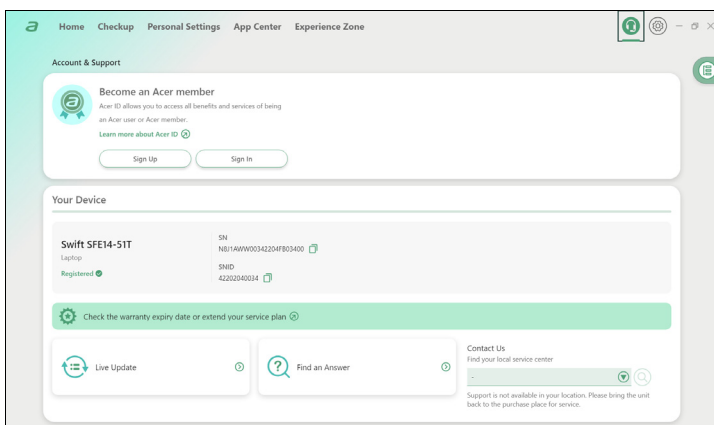 Home Checkup Personal Settings App Center Experience Zone
Account & Support
Become an Acer member
Acer ID allows you to access all benefits and services of being
an Acer user or Acer member.
Learn more about Acer ID
Sign Up Sign In
Your Device
Swift SFE14-51T
Laptop
Registered
SN
N8J1AWW00342204FB03400
SNID
42202040034
Check the warranty expiry date or extend your service plan
Live Update
Find an Answer
Contact Us
Find your local service center
-
Support is not available in your location. Please bring the unit
back to the purchase place for service.